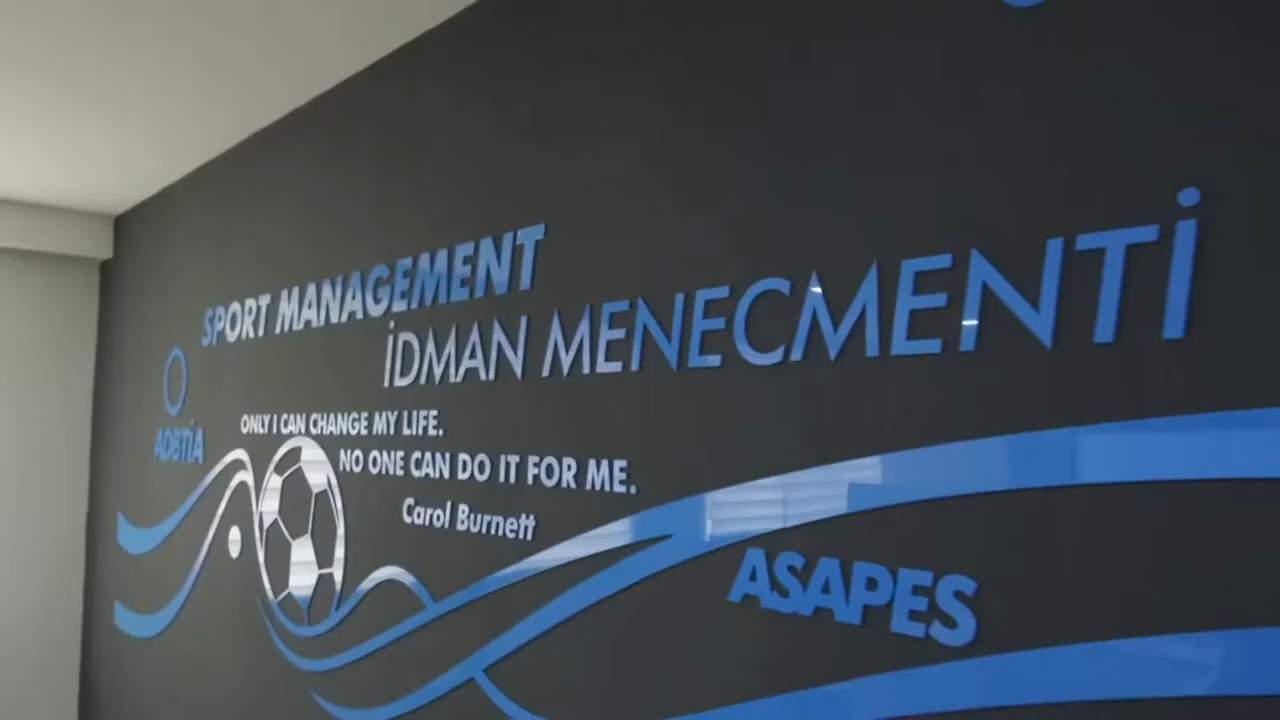 SPORT MANAGEMENT
İDMAN MENECMENTİ
ADBTİA
ONLY I CAN CHANGE MY LIFE.
NO ONE CAN DO IT FOR ME.
Carol Burnett
ASAPES